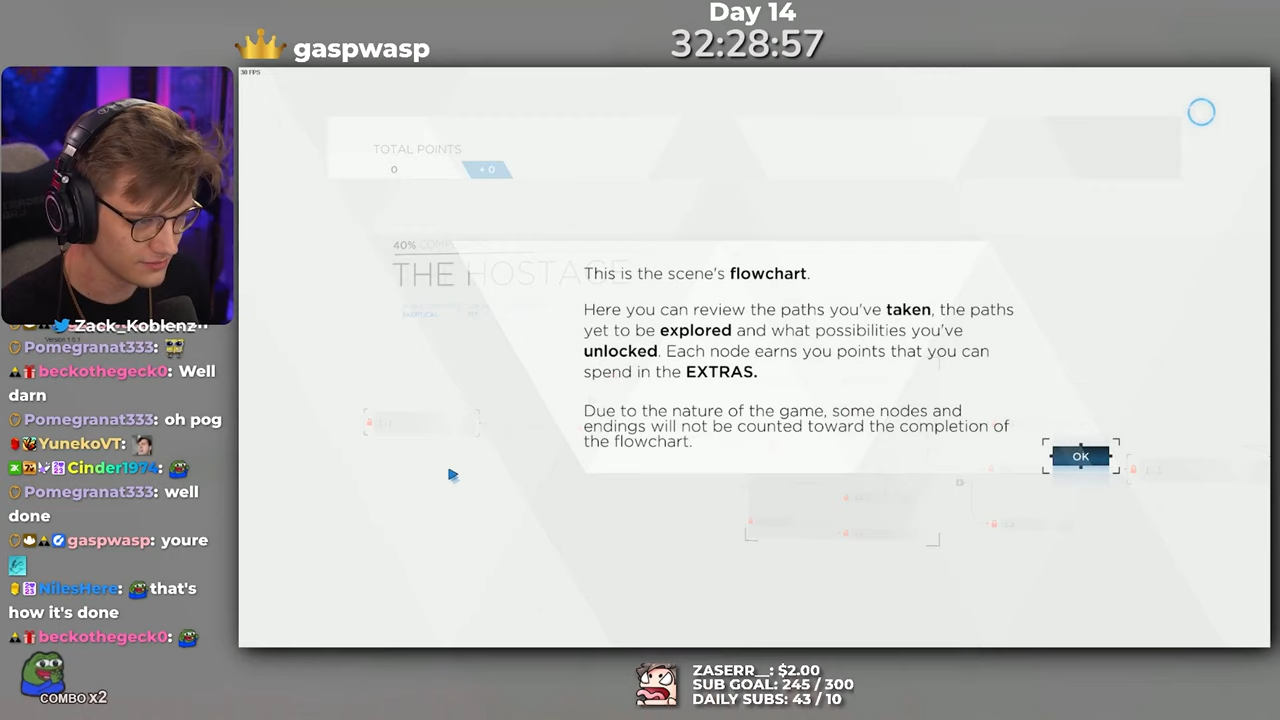 Day 14
32:28:57
gaspwasp
30 FPS
TOTAL POINTS
0
+ 0
40%
THE HOSTAGE
This is the scene's flowchart.
Here you can review the paths you've taken, the paths
yet to be explored and what possibilities you've
unlocked. Each node earns you points that you can
spend in the EXTRAS.
Due to the nature of the game, some nodes and
endings will not be counted toward the completion of
the flowchart.
OK
Zack_Koblenz
Pomegranat333:
beckothegeck0: Well
darn
Pomegranat333: oh pog
YunekoVT:
Cinder1974:
Pomegranat333: well
done
gaspwasp: youre
NilesHere: that's
how it's done
beckothegeck0:
COMBO x2
ZASERR__: $2.00
SUB GOAL: 245 / 300
DAILY SUBS: 43 / 10